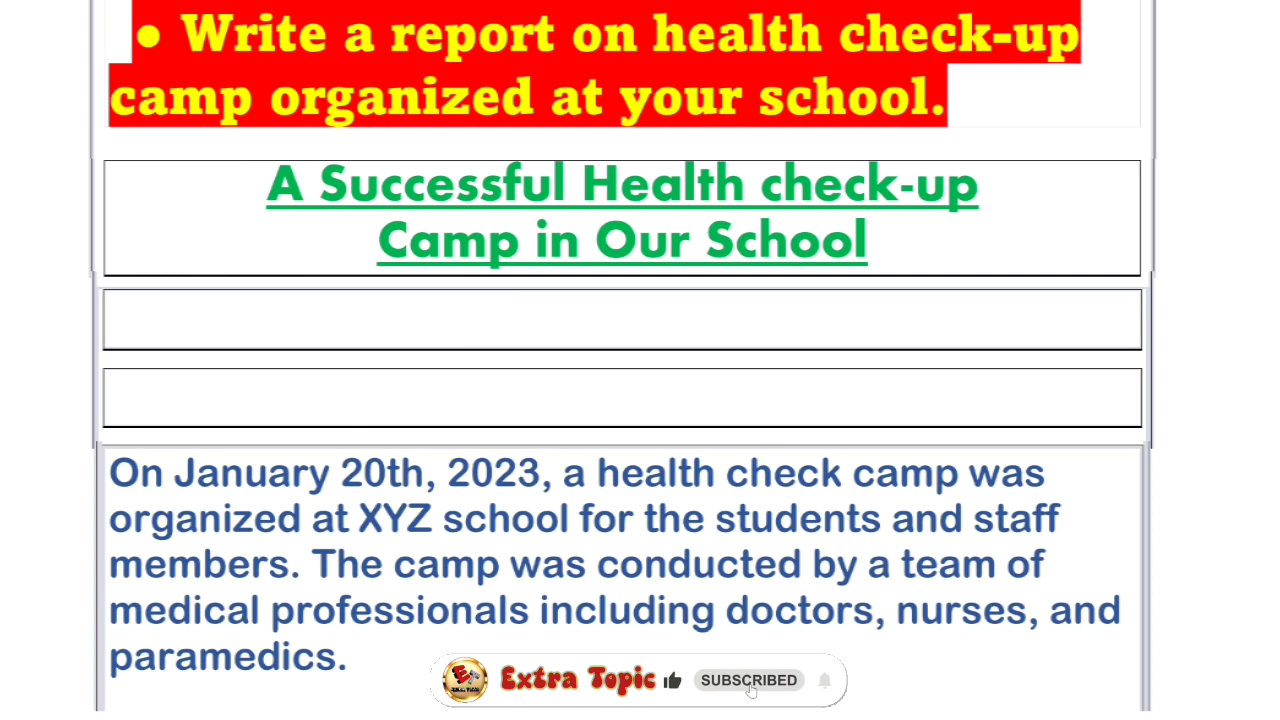 ● Write a report on health check-up
camp organized at your school.
A Successful Health check-up
Camp in Our School
On January 20th, 2023, a health check camp was
organized at XYZ school for the students and staff
members. The camp was conducted by a team of
medical professionals including doctors, nurses, and
paramedics.
Extra Topic SUBSCRIBED